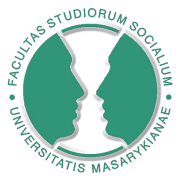 FACULTAS STUDIORUM SOCIALIUM
UNIVERSITATIS MASARYKIANAE